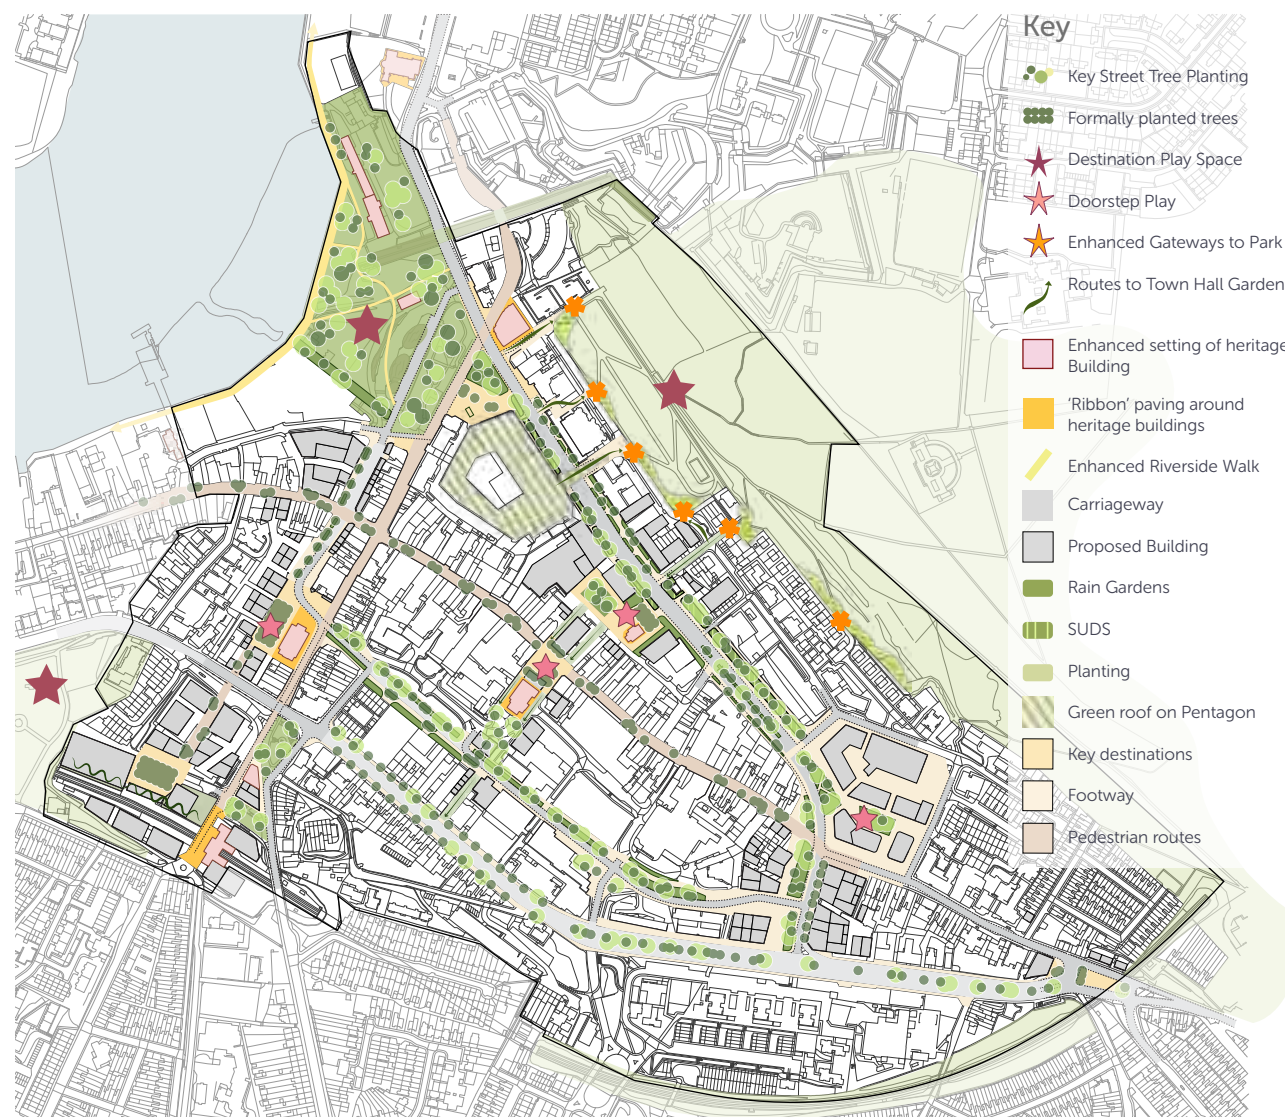 Key
Key Street Tree Planting
Formally planted trees
Destination Play Space
Doorstep Play
Enhanced Gateways to Park
Routes to Town Hall Garden
Enhanced setting of heritage
Building
'Ribbon' paving around
heritage buildings
Enhanced Riverside Walk
Carriageway
Proposed Building
Rain Gardens
SUDS
Planting
Green roof on Pentagon
Key destinations
Footway
Pedestrian routes